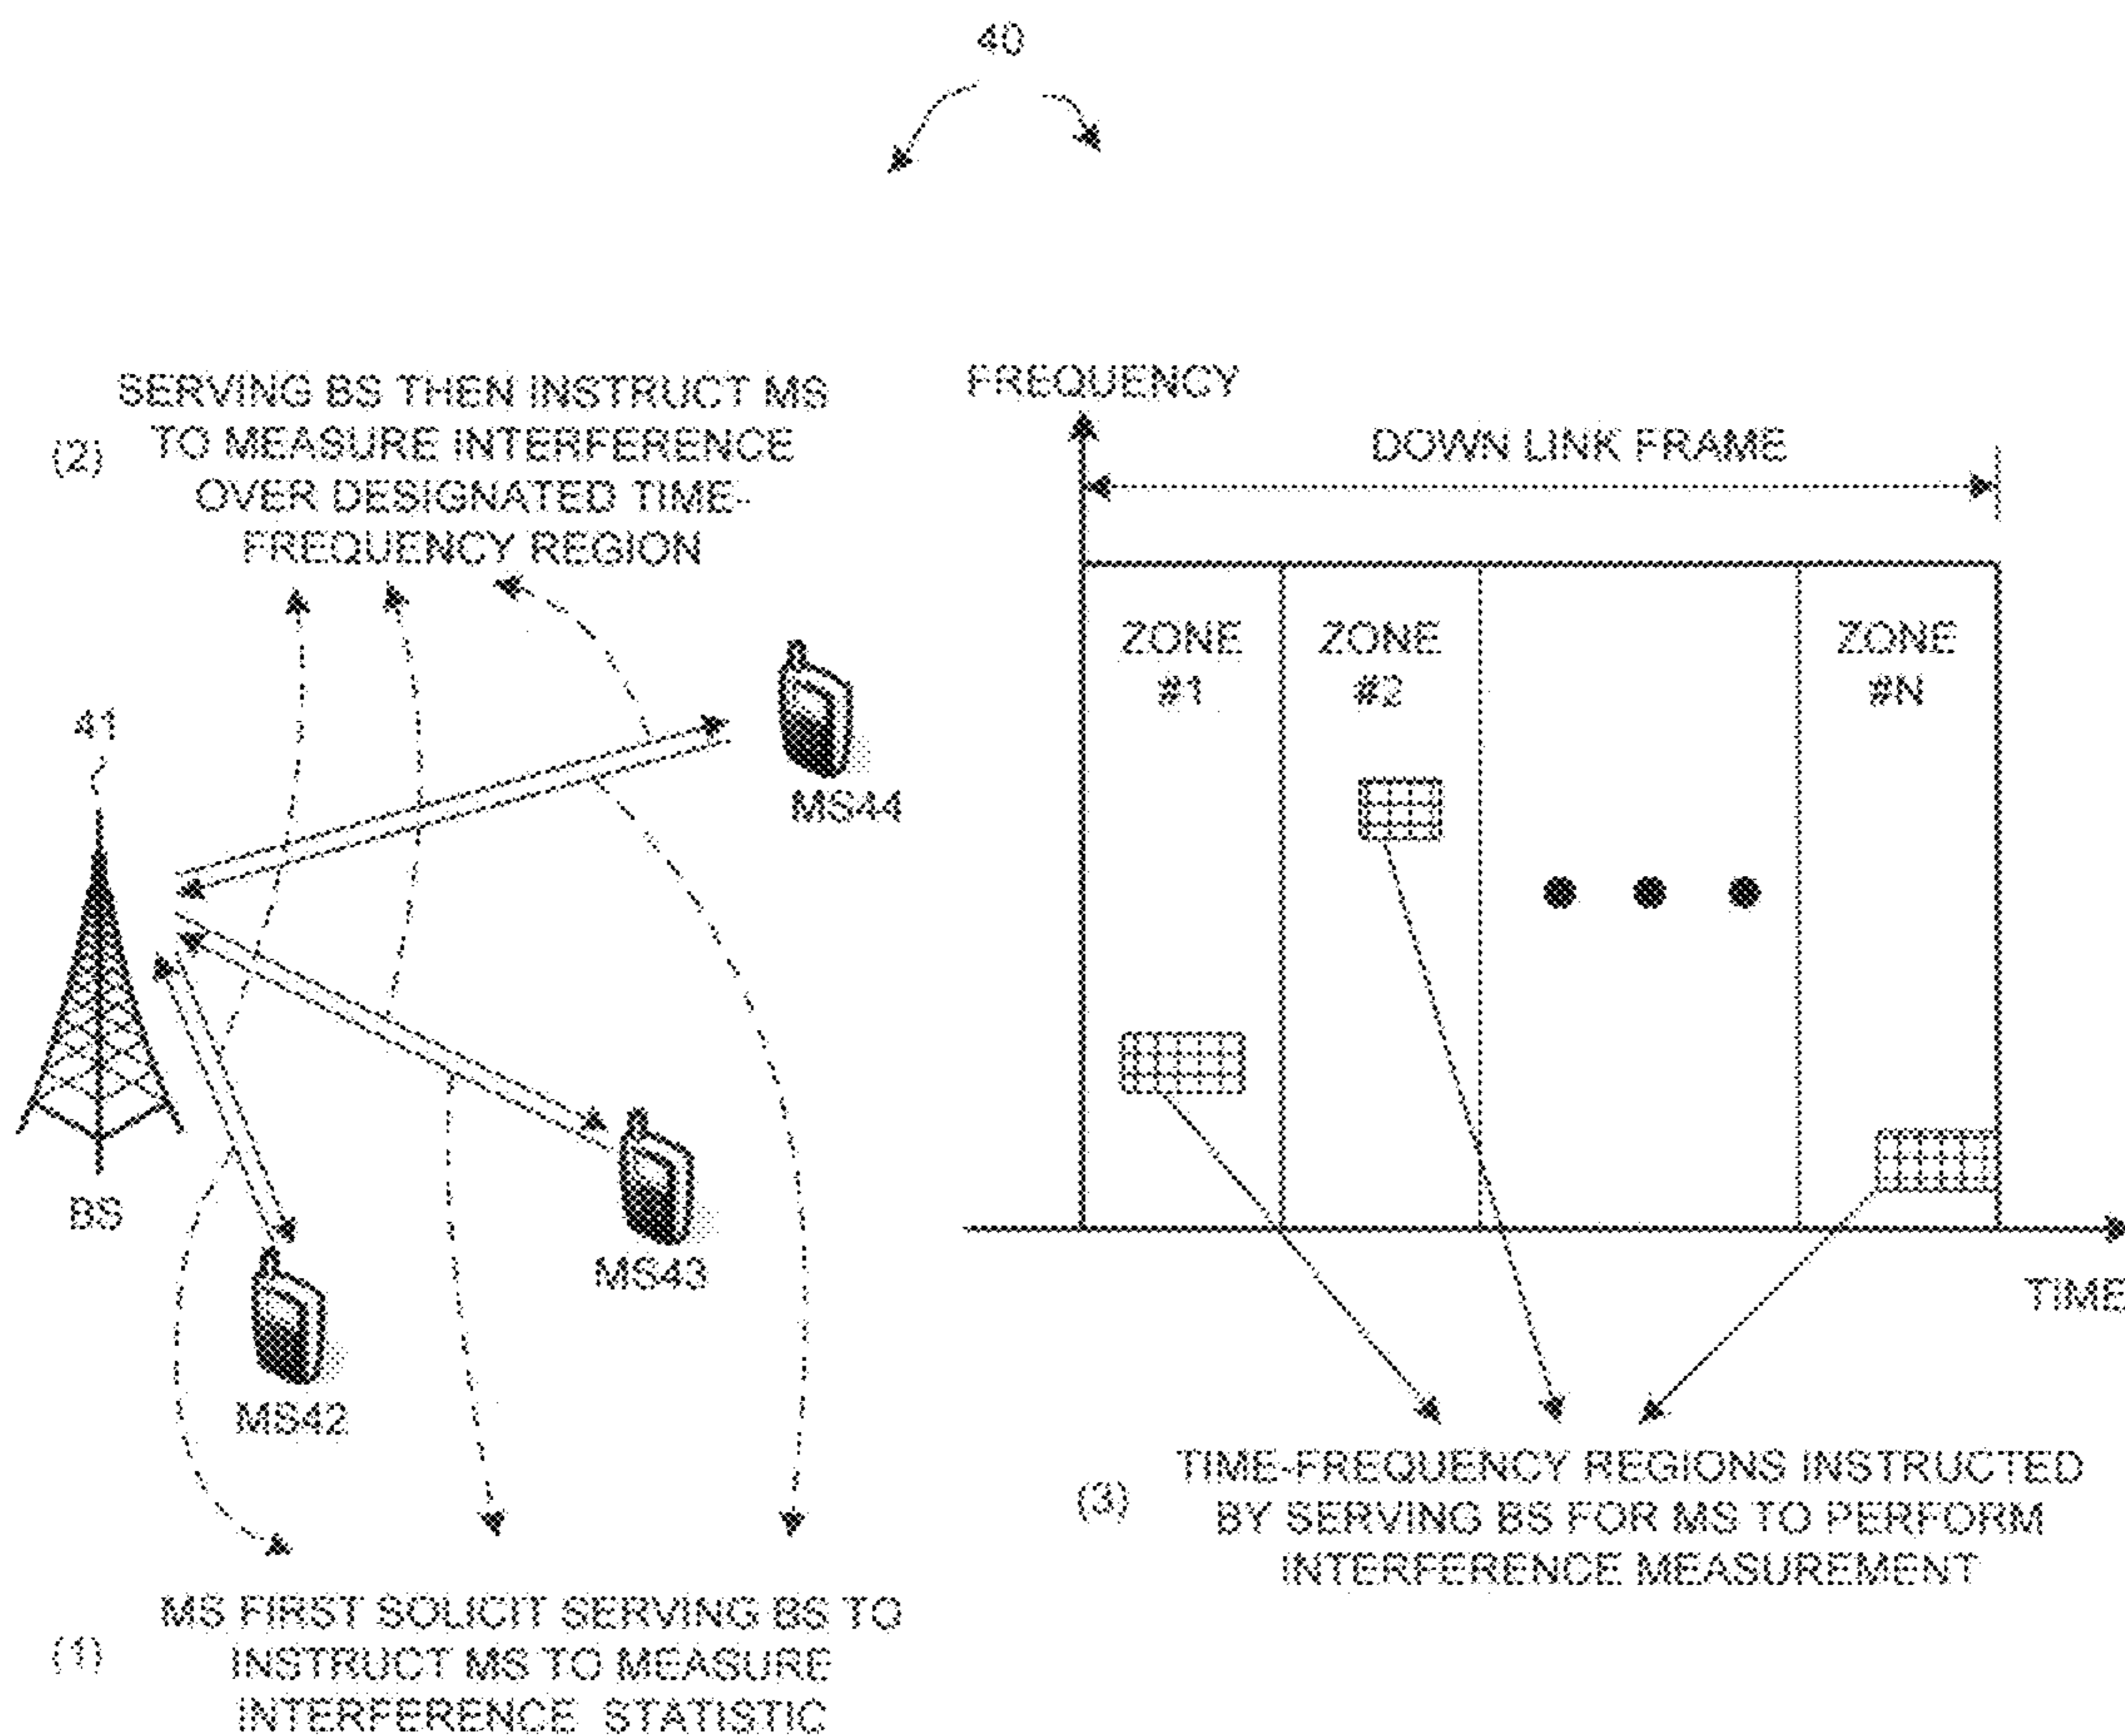 40
SERVING BS THEN INSTRUCT MS
(2) TO MEASURE INTERFERENCE
OVER DESIGNATED TIME-
FREQUENCY REGION
41
BS
MS44
MS43
MS42
MS FIRST SOLICIT SERVING BS TO
(1) INSTRUCT MS TO MEASURE
INTERFERENCE STATISTIC
FREQUENCY
DOWN LINK FRAME
ZONE
#1
ZONE
#2
ZONE
#N
TIME
TIME-FREQUENCY REGIONS INSTRUCTED
(3) BY SERVING BS FOR MS TO PERFORM
INTERFERENCE MEASUREMENT